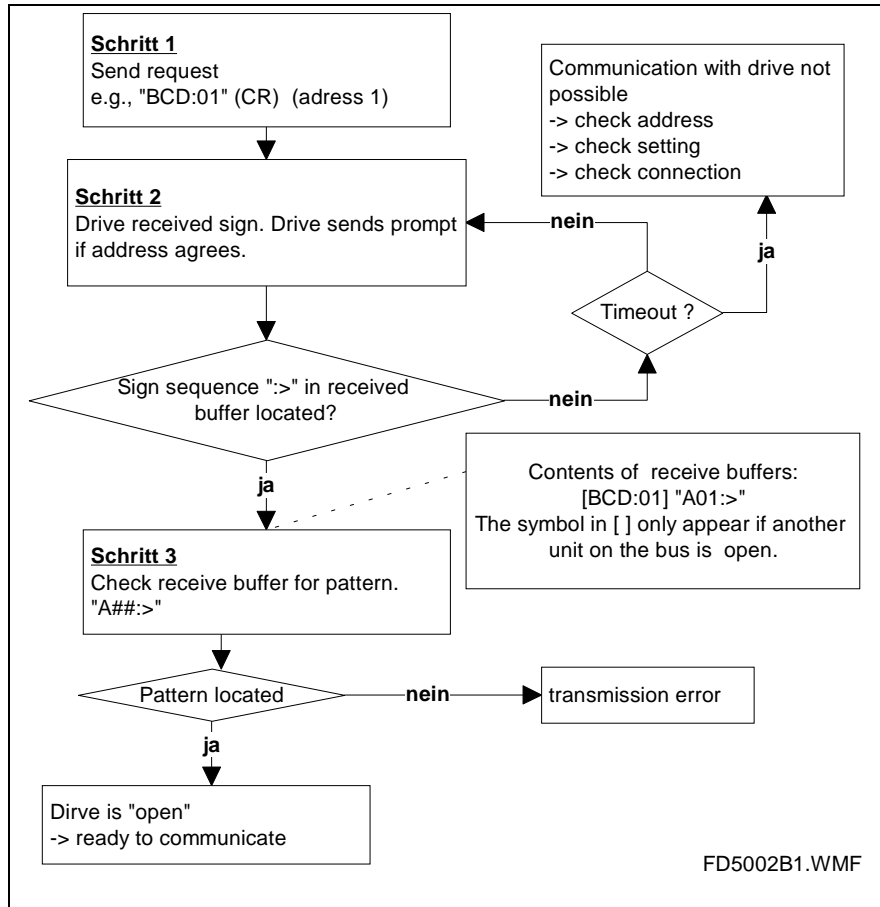 Schritt 1
Send request
e.g., "BCD:01" (CR) (adress 1)
Communication with drive not
possible
-> check address
-> check setting
-> check connection
Schritt 2
Drive received sign. Drive sends prompt
if address agrees.
nein
ja
Timeout ?
Sign sequence ":>" in received
buffer located?
nein
ja
Contents of receive buffers:
[BCD:01] "A01:>"
The symbol in [ ] only appear if another
unit on the bus is open.
Schritt 3
Check receive buffer for pattern.
"A##:>"
Pattern located
nein
transmission error
ja
Dirve is "open"
-> ready to communicate
FD5002B1.WMF